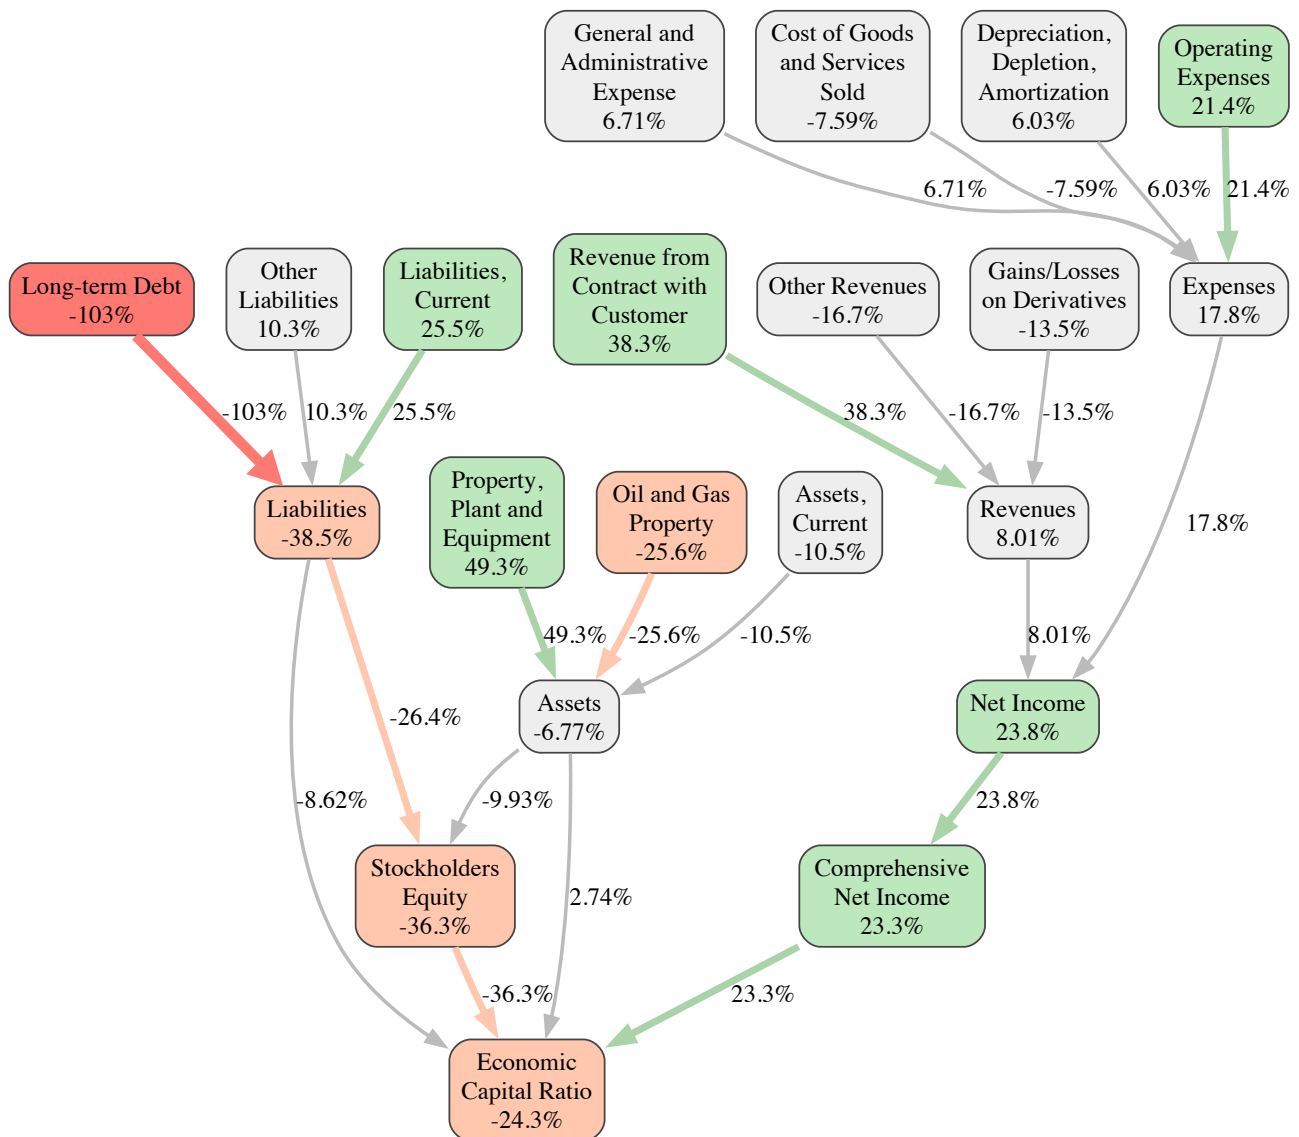 General and
Administrative
Expense
6.71%
Cost of Goods
and Services
Sold
-7.59%
Depreciation,
Depletion,
Amortization
6.03%
Operating
Expenses
21.4%
6.71%
-7.59%
6.03%
21.4%
Long-term Debt
-103%
Other
Liabilities
10.3%
Liabilities,
Current
25.5%
Revenue from
Contract with
Customer
38.3%
Other Revenues
-16.7%
Gains/Losses
on Derivatives
-13.5%
Expenses
17.8%
-103%
10.3%
25.5%
38.3%
-16.7%
-13.5%
Liabilities
-38.5%
Property,
Plant and
Equipment
49.3%
Oil and Gas
Property
-25.6%
Assets,
Current
-10.5%
Revenues
8.01%
17.8%
49.3%
-25.6%
-10.5%
8.01%
-26.4%
Assets
-6.77%
Net Income
23.8%
-8.62%
-9.93%
23.8%
Stockholders
Equity
-36.3%
2.74%
Comprehensive
Net Income
23.3%
-36.3%
23.3%
Economic
Capital Ratio
-24.3%